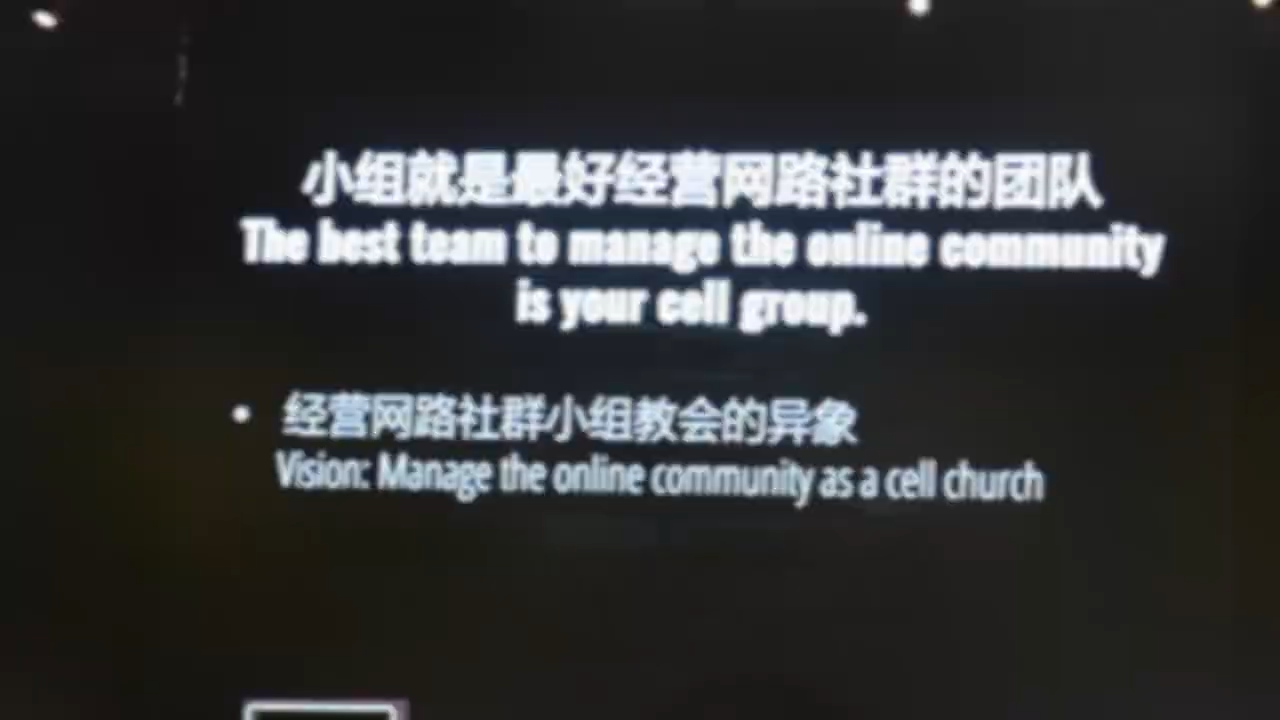 小组就是最好经营网路社群的团队
The best team to manage the online community
is your cell group.
• 经营网路社群小组教会的异象
Vision: Manage the online community as a cell church